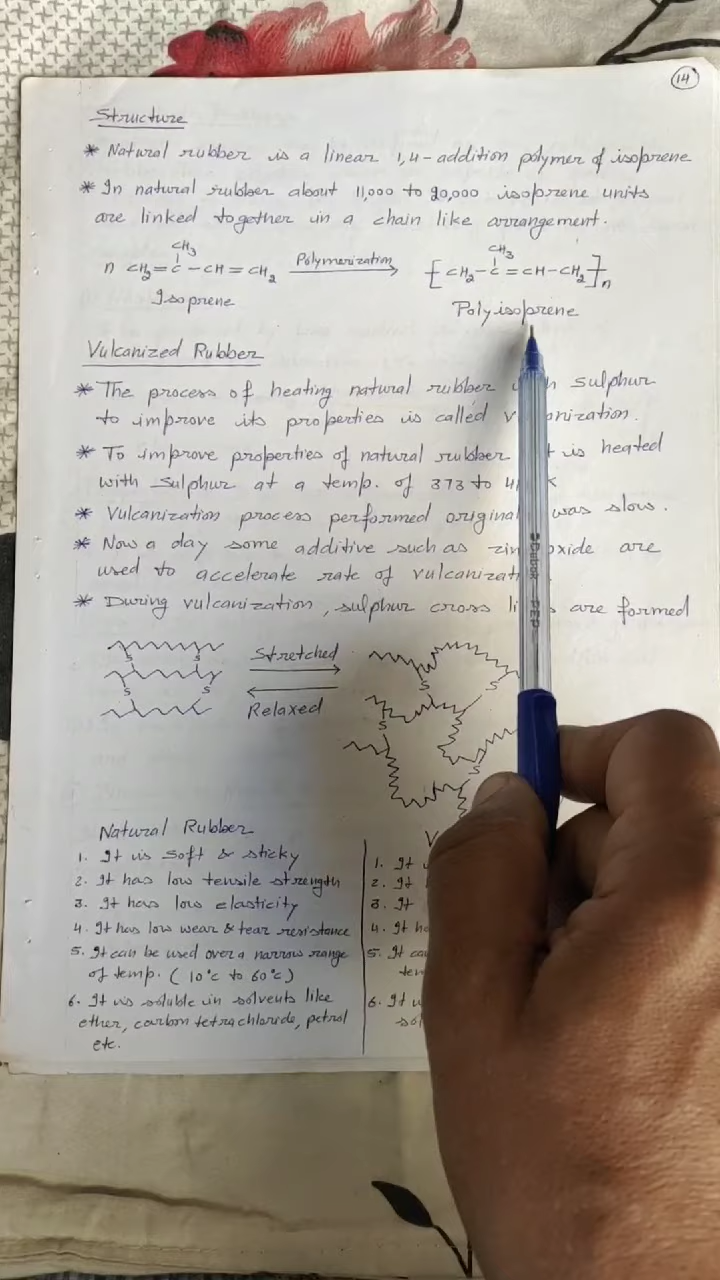 14
Structure
* Natural rubber is a linear 1,4-addition polymer of isoprene
* In natural rubber about 11,000 to 20,000 isoprene units
are linked together in a chain like arrangement.
CH₃ CH₃
n CH₂=C-CH=CH₂ Polymerization [CH₂-C=CH-CH₂]n
Isoprene
Polyisoprene
Vulcanized Rubber
* The process of heating natural rubber sulphur
to improve its properties is called
* To improve properties of natural rubber is heated
with sulphur at a temp. of 373 to K
* Vulcanization process performed was slow.
* Now a day some additive such as are
used to accelerate rate of
* During vulcanization, sulphur cross are formed
Stretched
Relaxed
S S
S S
S S
S S
Dubok PEP
Natural Rubber
1. It is soft & sticky
2. It has low tensile strength
3. It has low elasticity
4. It has low wear & tear resistance
5. It can be used over a narrow range
of temp. (10°c to 60°c)
6. It is soluble in solvents like
ether, carbon tetrachloride, petrol
etc.
1. It
2. It
3. It
4. It
5. It
6. It